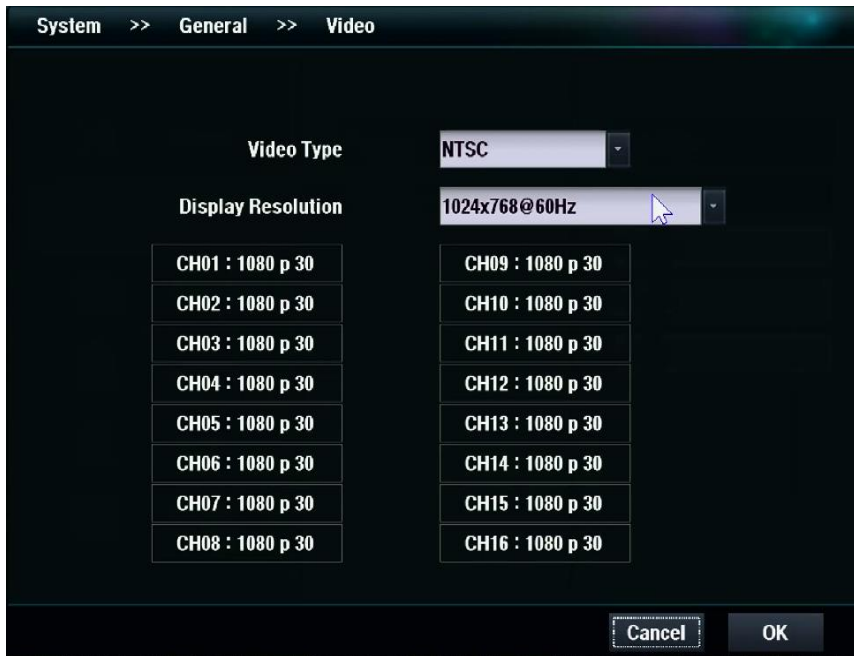 System >> General >> Video
Video Type NTSC
Display Resolution 1024x768@60Hz
CH01 : 1080 p 30 CH09 : 1080 p 30
CH02 : 1080 p 30 CH10 : 1080 p 30
CH03 : 1080 p 30 CH11 : 1080 p 30
CH04 : 1080 p 30 CH12 : 1080 p 30
CH05 : 1080 p 30 CH13 : 1080 p 30
CH06 : 1080 p 30 CH14 : 1080 p 30
CH07 : 1080 p 30 CH15 : 1080 p 30
CH08 : 1080 p 30 CH16 : 1080 p 30
Cancel OK